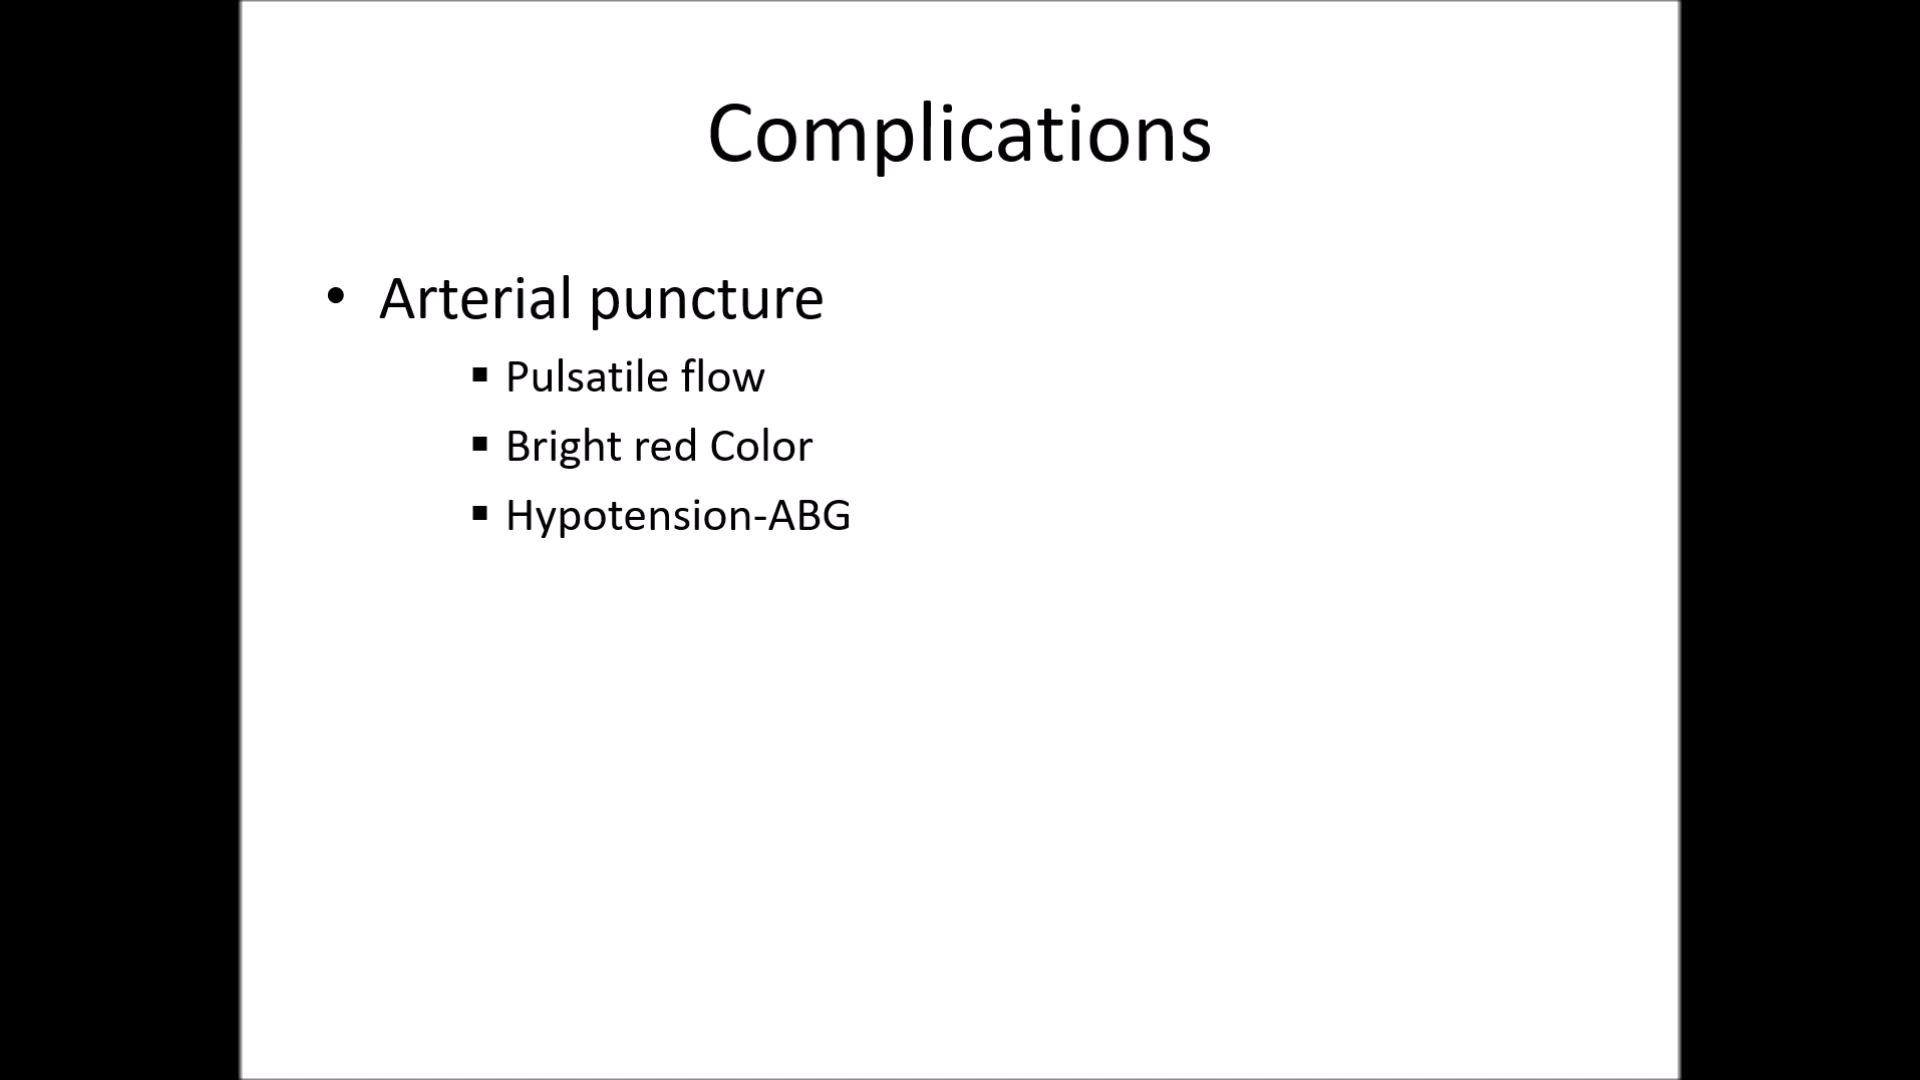 Complications
• Arterial puncture
▪ Pulsatile flow
▪ Bright red Color
▪ Hypotension-ABG